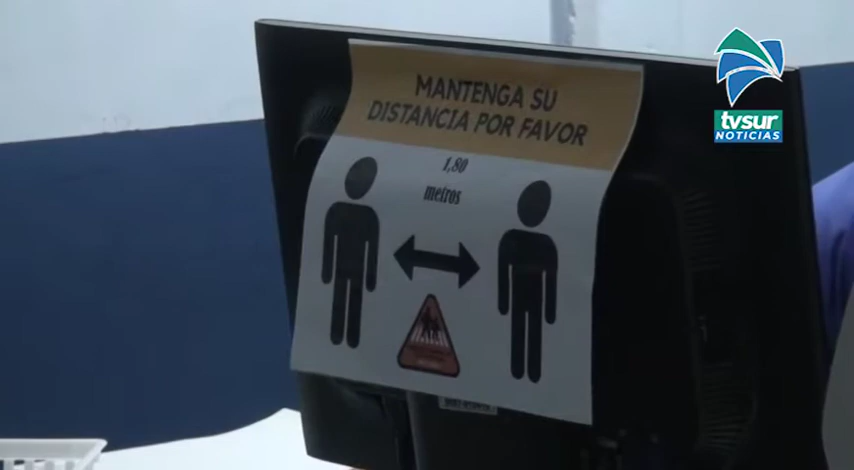 MANTENGA SU
DISTANCIA POR FAVOR
1,80
metros
tvsur
NOTICIAS